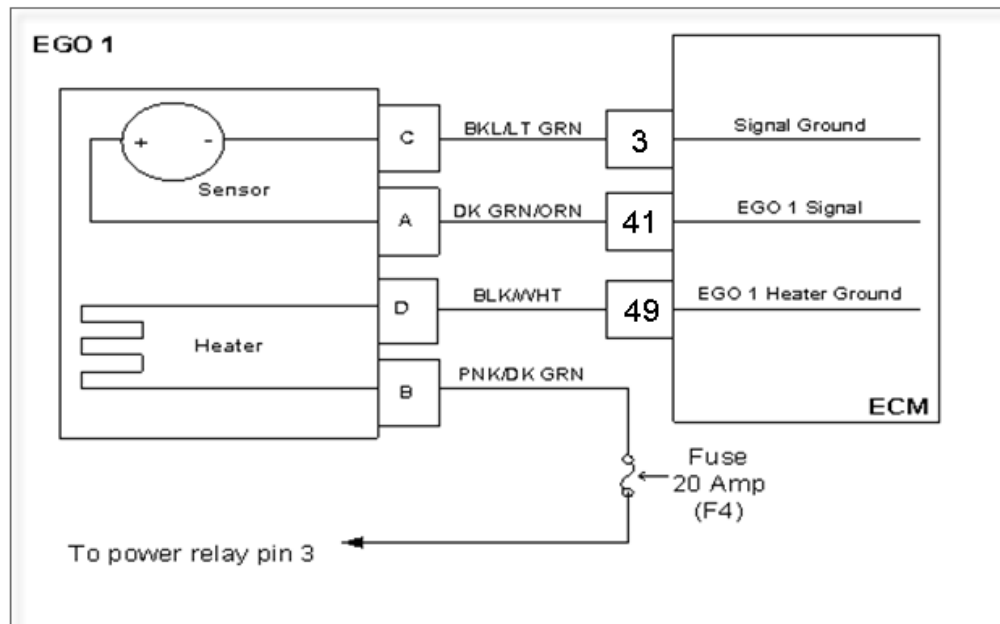 EGO 1
Sensor
Heater
C
A
D
B
BKL/LT GRN
DK GRN/ORN
BLK/WHT
PNK/DK GRN
3
41
49
Signal Ground
EGO 1 Signal
EGO 1 Heater Ground
ECM
Fuse
20 Amp
(F4)
To power relay pin 3
+
-